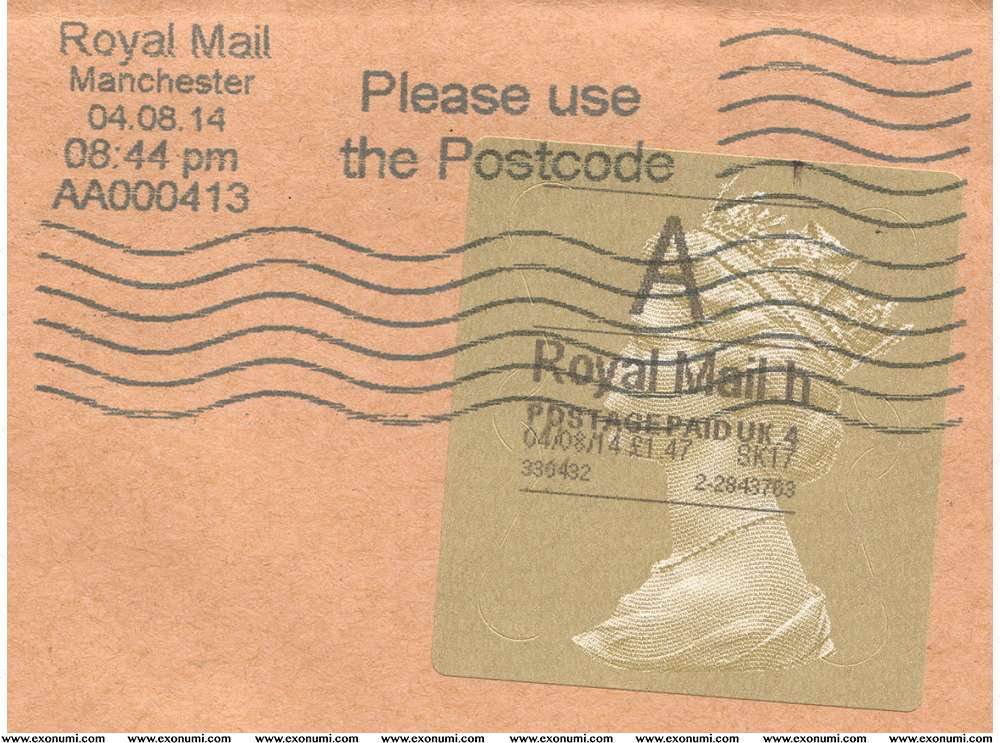 Royal Mail
Manchester
04.08.14
08:44 pm
AA000413
Please use
the Postcode
A
Royal Mail h
POSTAGE PAID UK 4
04/08/14 £1.47 SK17
330432 2-2843763
www.exonumi.com www.exonumi.com www.exonumi.com www.exonumi.com www.exonumi.com www.exonumi.com www.exonumi.com www.exonumi.com